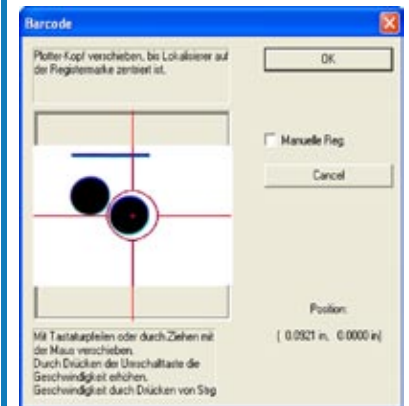 Barcode
Plotter-Kopf verschieben, bis Lokalisierer auf
der Registermarke zentriert ist.
OK
Manuelle Reg.
Cancel
Position:
( 0.0921 in, 0.0000 in)
Mit Tastaturpfeilen oder durch Ziehen mit
der Maus verschieben.
Durch Drücken der Umschalttaste die
Geschwindigkeit erhöhen.
Geschwindigkeit durch Drücken von Strg